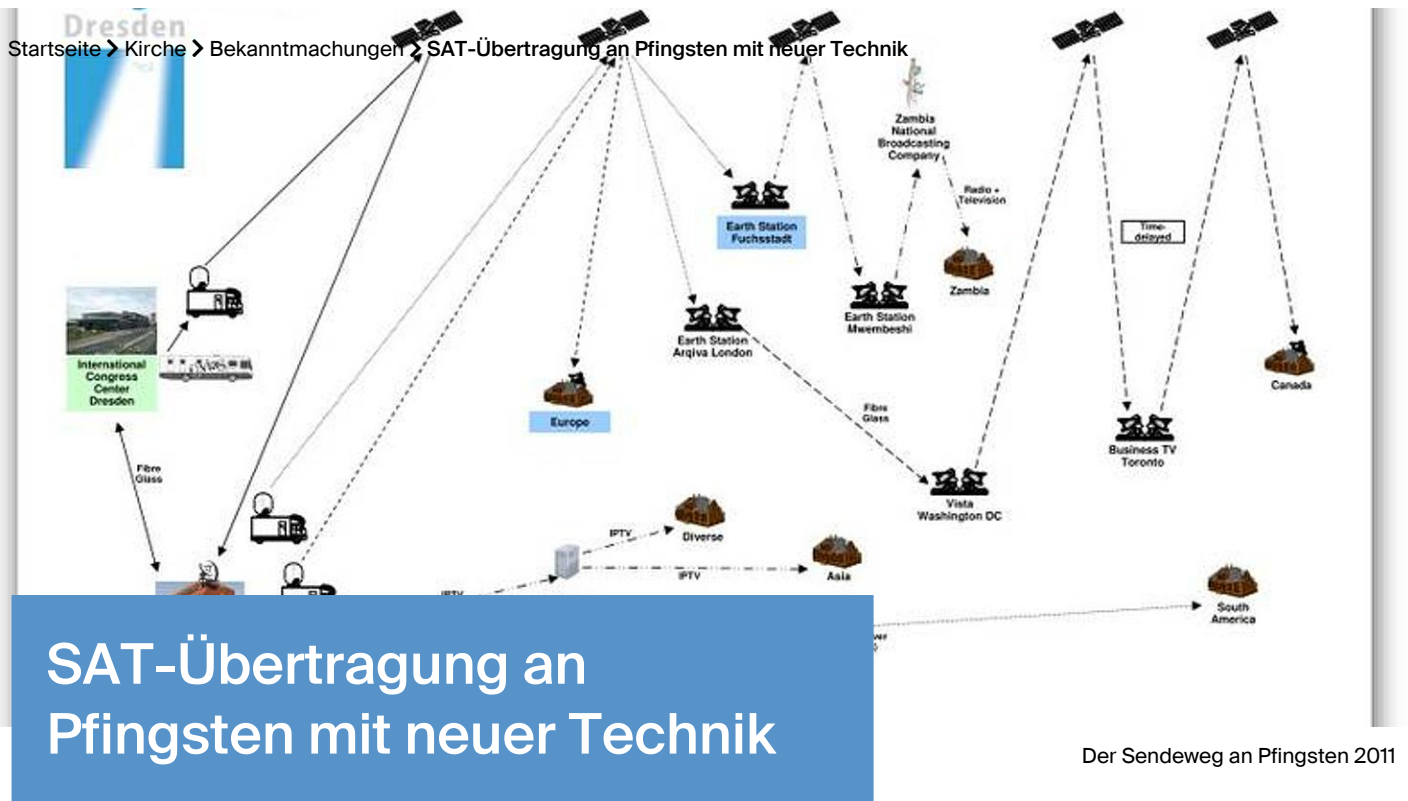 Dresden
Startseite > Kirche > Bekanntmachungen > SAT-Übertragung an Pfingsten mit neuer Technik
Zambia
National
Broadcasting
Company
Radio +
Television
Earth Station
Fuchsstadt
Time-
delayed
Zambia
Earth Station
Mwembeshi
Earth Station
Arqiva London
International
Congress
Center
Dresden
Canada
Europe
Fibre
Glass
Business TV
Toronto
Fibre
Glass
Vista
Washington DC
IPTV
Diverse
IPTV
Asia
IPTV
South
America
SAT-Übertragung an
Pfingsten mit neuer Technik
Der Sendeweg an Pfingsten 2011